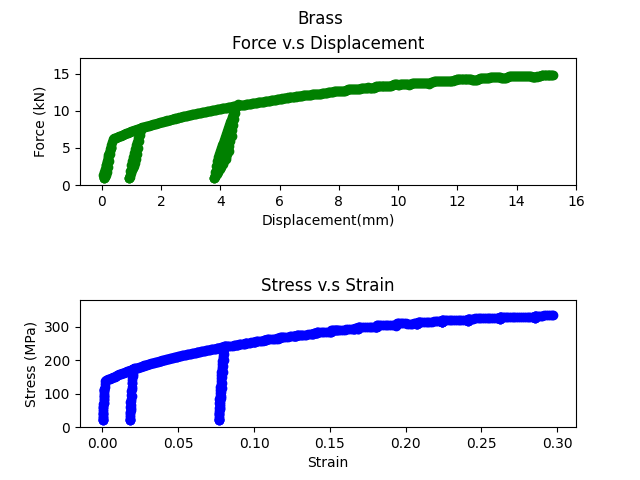 Brass
Force v.s Displacement
Force (kN)
15
10
5
0
0 2 4 6 8 10 12 14 16
Displacement(mm)
Stress v.s Strain
Stress (MPa)
300
200
100
0
0.00 0.05 0.10 0.15 0.20 0.25 0.30
Strain